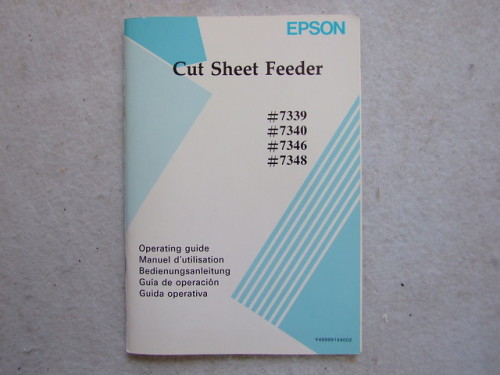 EPSON
Cut Sheet Feeder
#7339
#7340
#7346
#7348
Operating guide
Manuel d'utilisation
Bedienungsanleitung
Guía de operación
Guida operativa